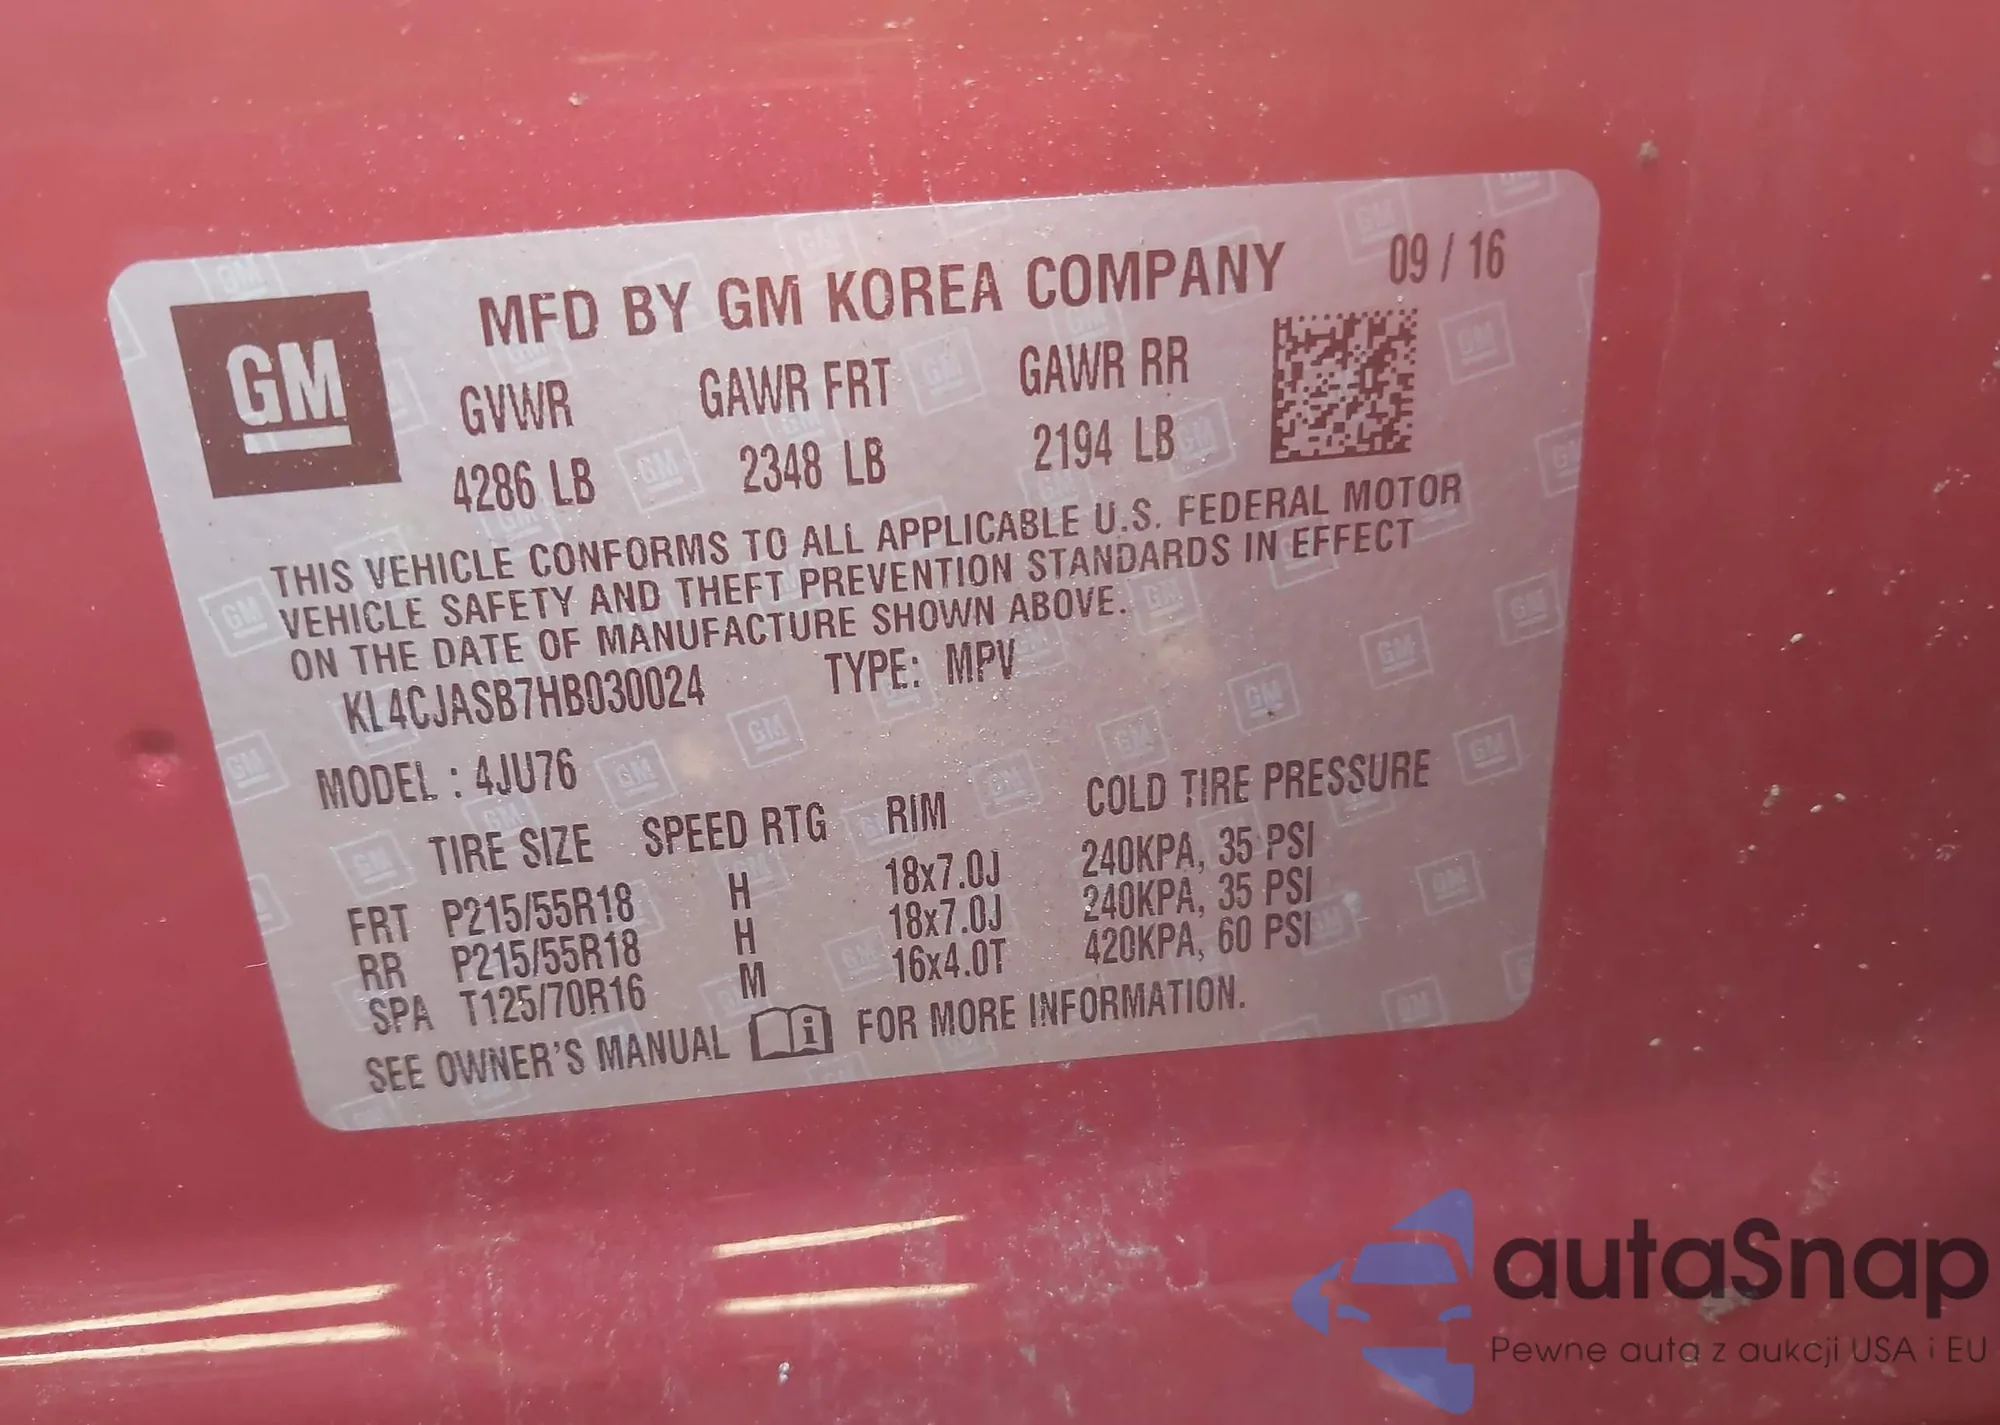 MFD BY GM KOREA COMPANY 09 / 16
GM
GVWR GAWR FRT GAWR RR
4286 LB 2348 LB 2194 LB
THIS VEHICLE CONFORMS TO ALL APPLICABLE U.S. FEDERAL MOTOR
VEHICLE SAFETY AND THEFT PREVENTION STANDARDS IN EFFECT
ON THE DATE OF MANUFACTURE SHOWN ABOVE.
KL4CJASB7HB030024 TYPE: MPV
MODEL : 4JU76
TIRE SIZE SPEED RTG RIM COLD TIRE PRESSURE
FRT P215/55R18 H 18x7.0J 240KPA, 35 PSI
RR P215/55R18 H 18x7.0J 240KPA, 35 PSI
SPA T125/70R16 M 16x4.0T 420KPA, 60 PSI
SEE OWNER'S MANUAL i FOR MORE INFORMATION.
autaSnap
Pewne auta z aukcji USA i EU